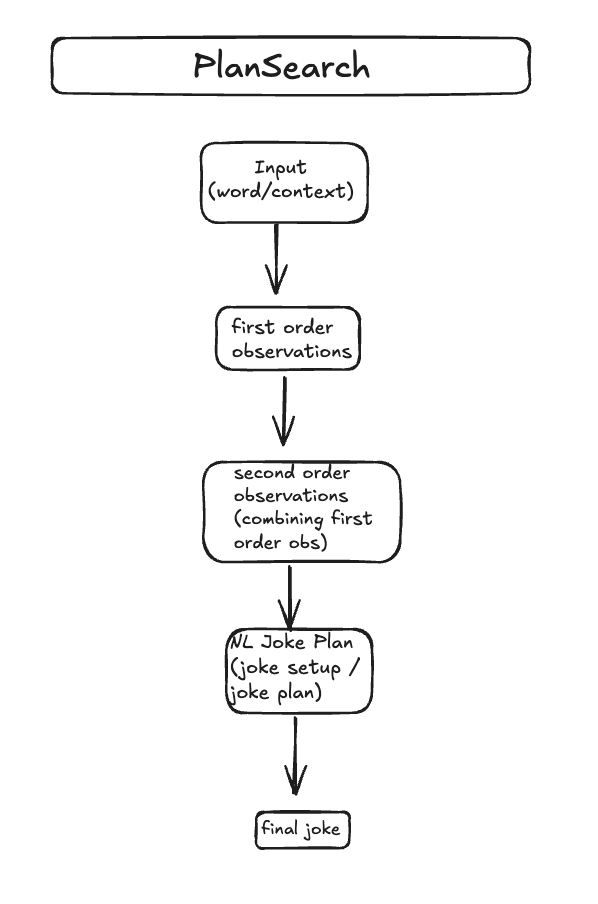 PlanSearch
Input
(word/context)
first order
observations
second order
observations
(combining first
order obs)
NL Joke Plan
(joke setup /
joke plan)
final joke